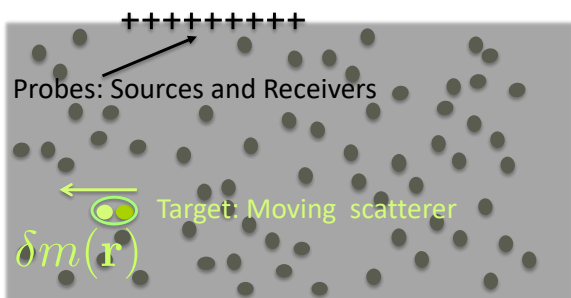 +++++++++
Probes: Sources and Receivers
Target: Moving scatterer
δm(r)